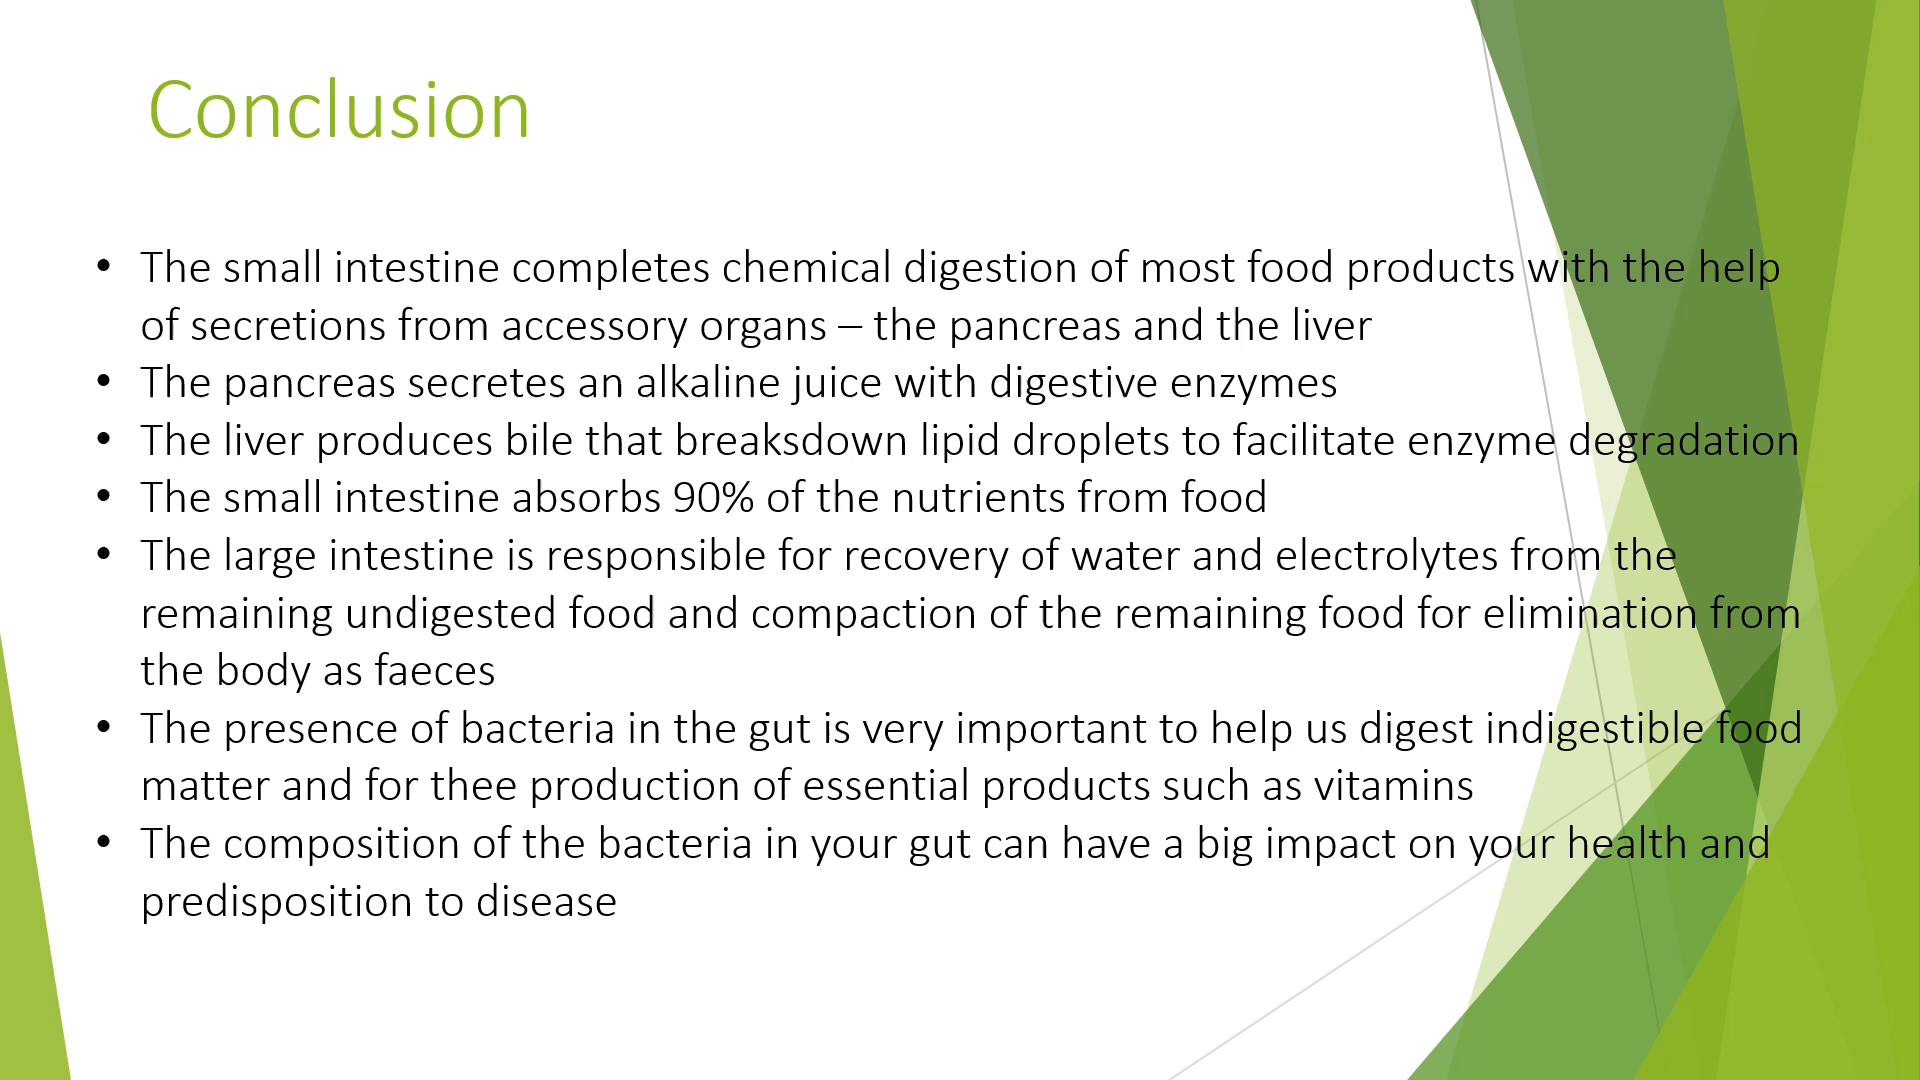 Conclusion
• The small intestine completes chemical digestion of most food products with the help
of secretions from accessory organs – the pancreas and the liver
• The pancreas secretes an alkaline juice with digestive enzymes
• The liver produces bile that breaksdown lipid droplets to facilitate enzyme degradation
• The small intestine absorbs 90% of the nutrients from food
• The large intestine is responsible for recovery of water and electrolytes from the
remaining undigested food and compaction of the remaining food for elimination from
the body as faeces
• The presence of bacteria in the gut is very important to help us digest indigestible food
matter and for thee production of essential products such as vitamins
• The composition of the bacteria in your gut can have a big impact on your health and
predisposition to disease